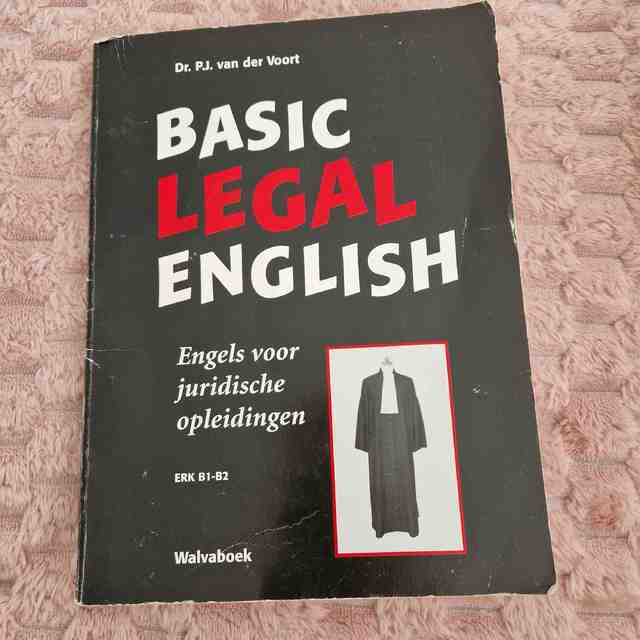 Dr. P.J. van der Voort
BASIC
LEGAL
ENGLISH
Engels voor
juridische
opleidingen
ERK B1-B2
Walvaboek